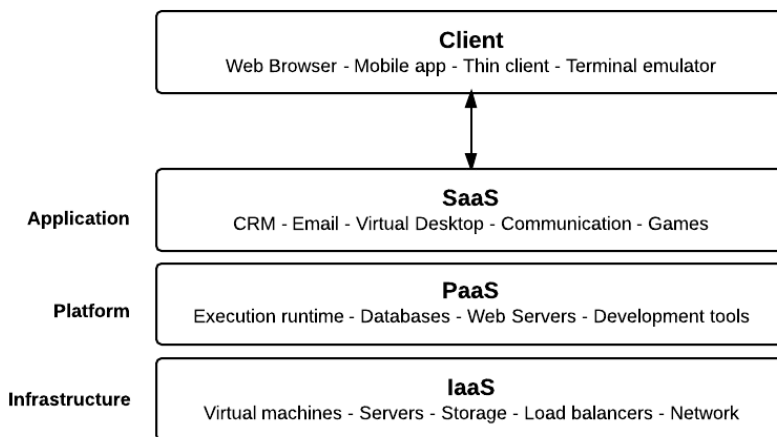 Client
Web Browser - Mobile app - Thin client - Terminal emulator
Application
SaaS
CRM - Email - Virtual Desktop - Communication - Games
Platform
PaaS
Execution runtime - Databases - Web Servers - Development tools
Infrastructure
IaaS
Virtual machines - Servers - Storage - Load balancers - Network